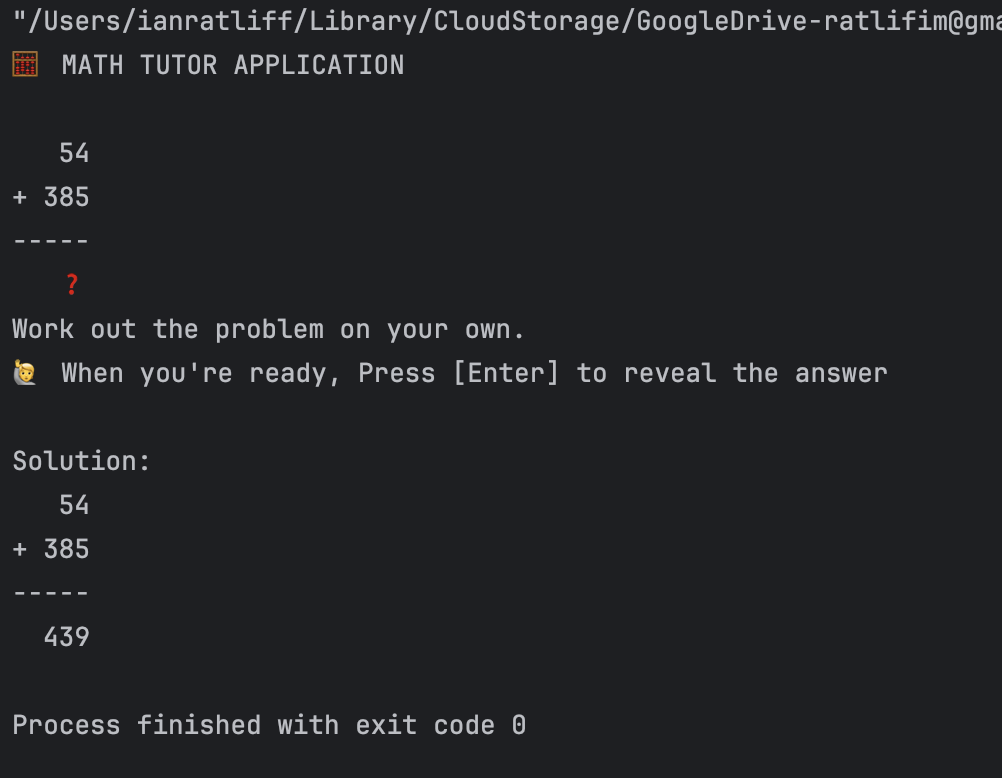 "/Users/ianratliff/Library/CloudStorage/GoogleDrive-ratlifim@gma
🧮 MATH TUTOR APPLICATION
   54
+ 385
-----
   ❓
Work out the problem on your own.
🙋 When you're ready, Press [Enter] to reveal the answer
Solution:
   54
+ 385
-----
  439
Process finished with exit code 0